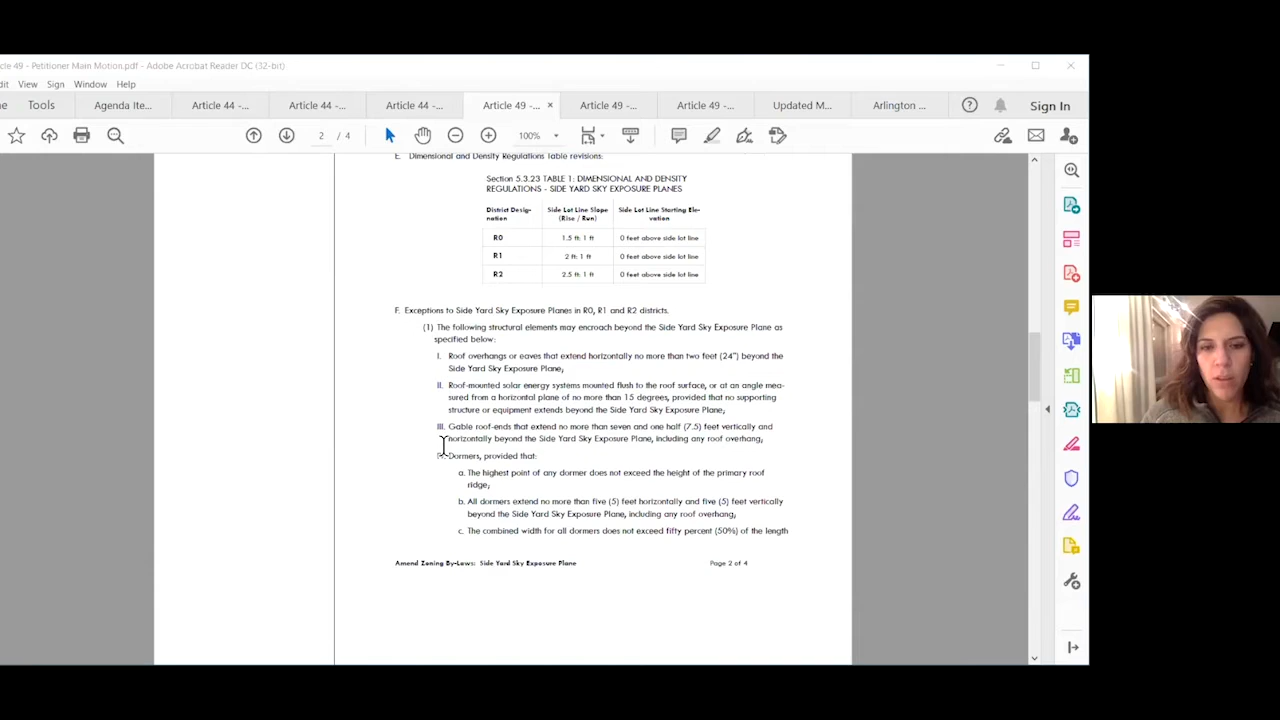 cle 49 - Petitioner Main Motion.pdf - Adobe Acrobat Reader DC (32-bit)
dit View Sign Window Help
e Tools Agenda Ite... Article 44 -... Article 44 -... Article 44 -... Article 49 -... × Article 49 -... Article 49 -... Updated M... Arlington ... Sign In
2 / 4 100%
E. Dimensional and Density Regulations Table revisions:
Section 5.3.23 TABLE 1: DIMENSIONAL AND DENSITY
REGULATIONS - SIDE YARD SKY EXPOSURE PLANES
District Desig- Side Lot Line Slope Side Lot Line Starting Ele-
nation (Rise / Run) vation
R0 1.5 ft: 1 ft 0 feet above side lot line
R1 2 ft: 1 ft 0 feet above side lot line
R2 2.5 ft: 1 ft 0 feet above side lot line
F. Exceptions to Side Yard Sky Exposure Planes in R0, R1 and R2 districts.
(1) The following structural elements may encroach beyond the Side Yard Sky Exposure Plane as
specified below:
I. Roof overhangs or eaves that extend horizontally no more than two feet (24") beyond the
Side Yard Sky Exposure Plane;
II. Roof-mounted solar energy systems mounted flush to the roof surface, or at an angle mea-
sured from a horizontal plane of no more than 15 degrees, provided that no supporting
structure or equipment extends beyond the Side Yard Sky Exposure Plane;
III. Gable roof-ends that extend no more than seven and one half (7.5) feet vertically and
horizontally beyond the Side Yard Sky Exposure Plane, including any roof overhang;
Dormers, provided that:
a. The highest point of any dormer does not exceed the height of the primary roof
ridge;
b. All dormers extend no more than five (5) feet horizontally and five (5) feet vertically
beyond the Side Yard Sky Exposure Plane, including any roof overhang;
c. The combined width for all dormers does not exceed fifty percent (50%) of the length
Amend Zoning By-Laws: Side Yard Sky Exposure Plane Page 2 of 4